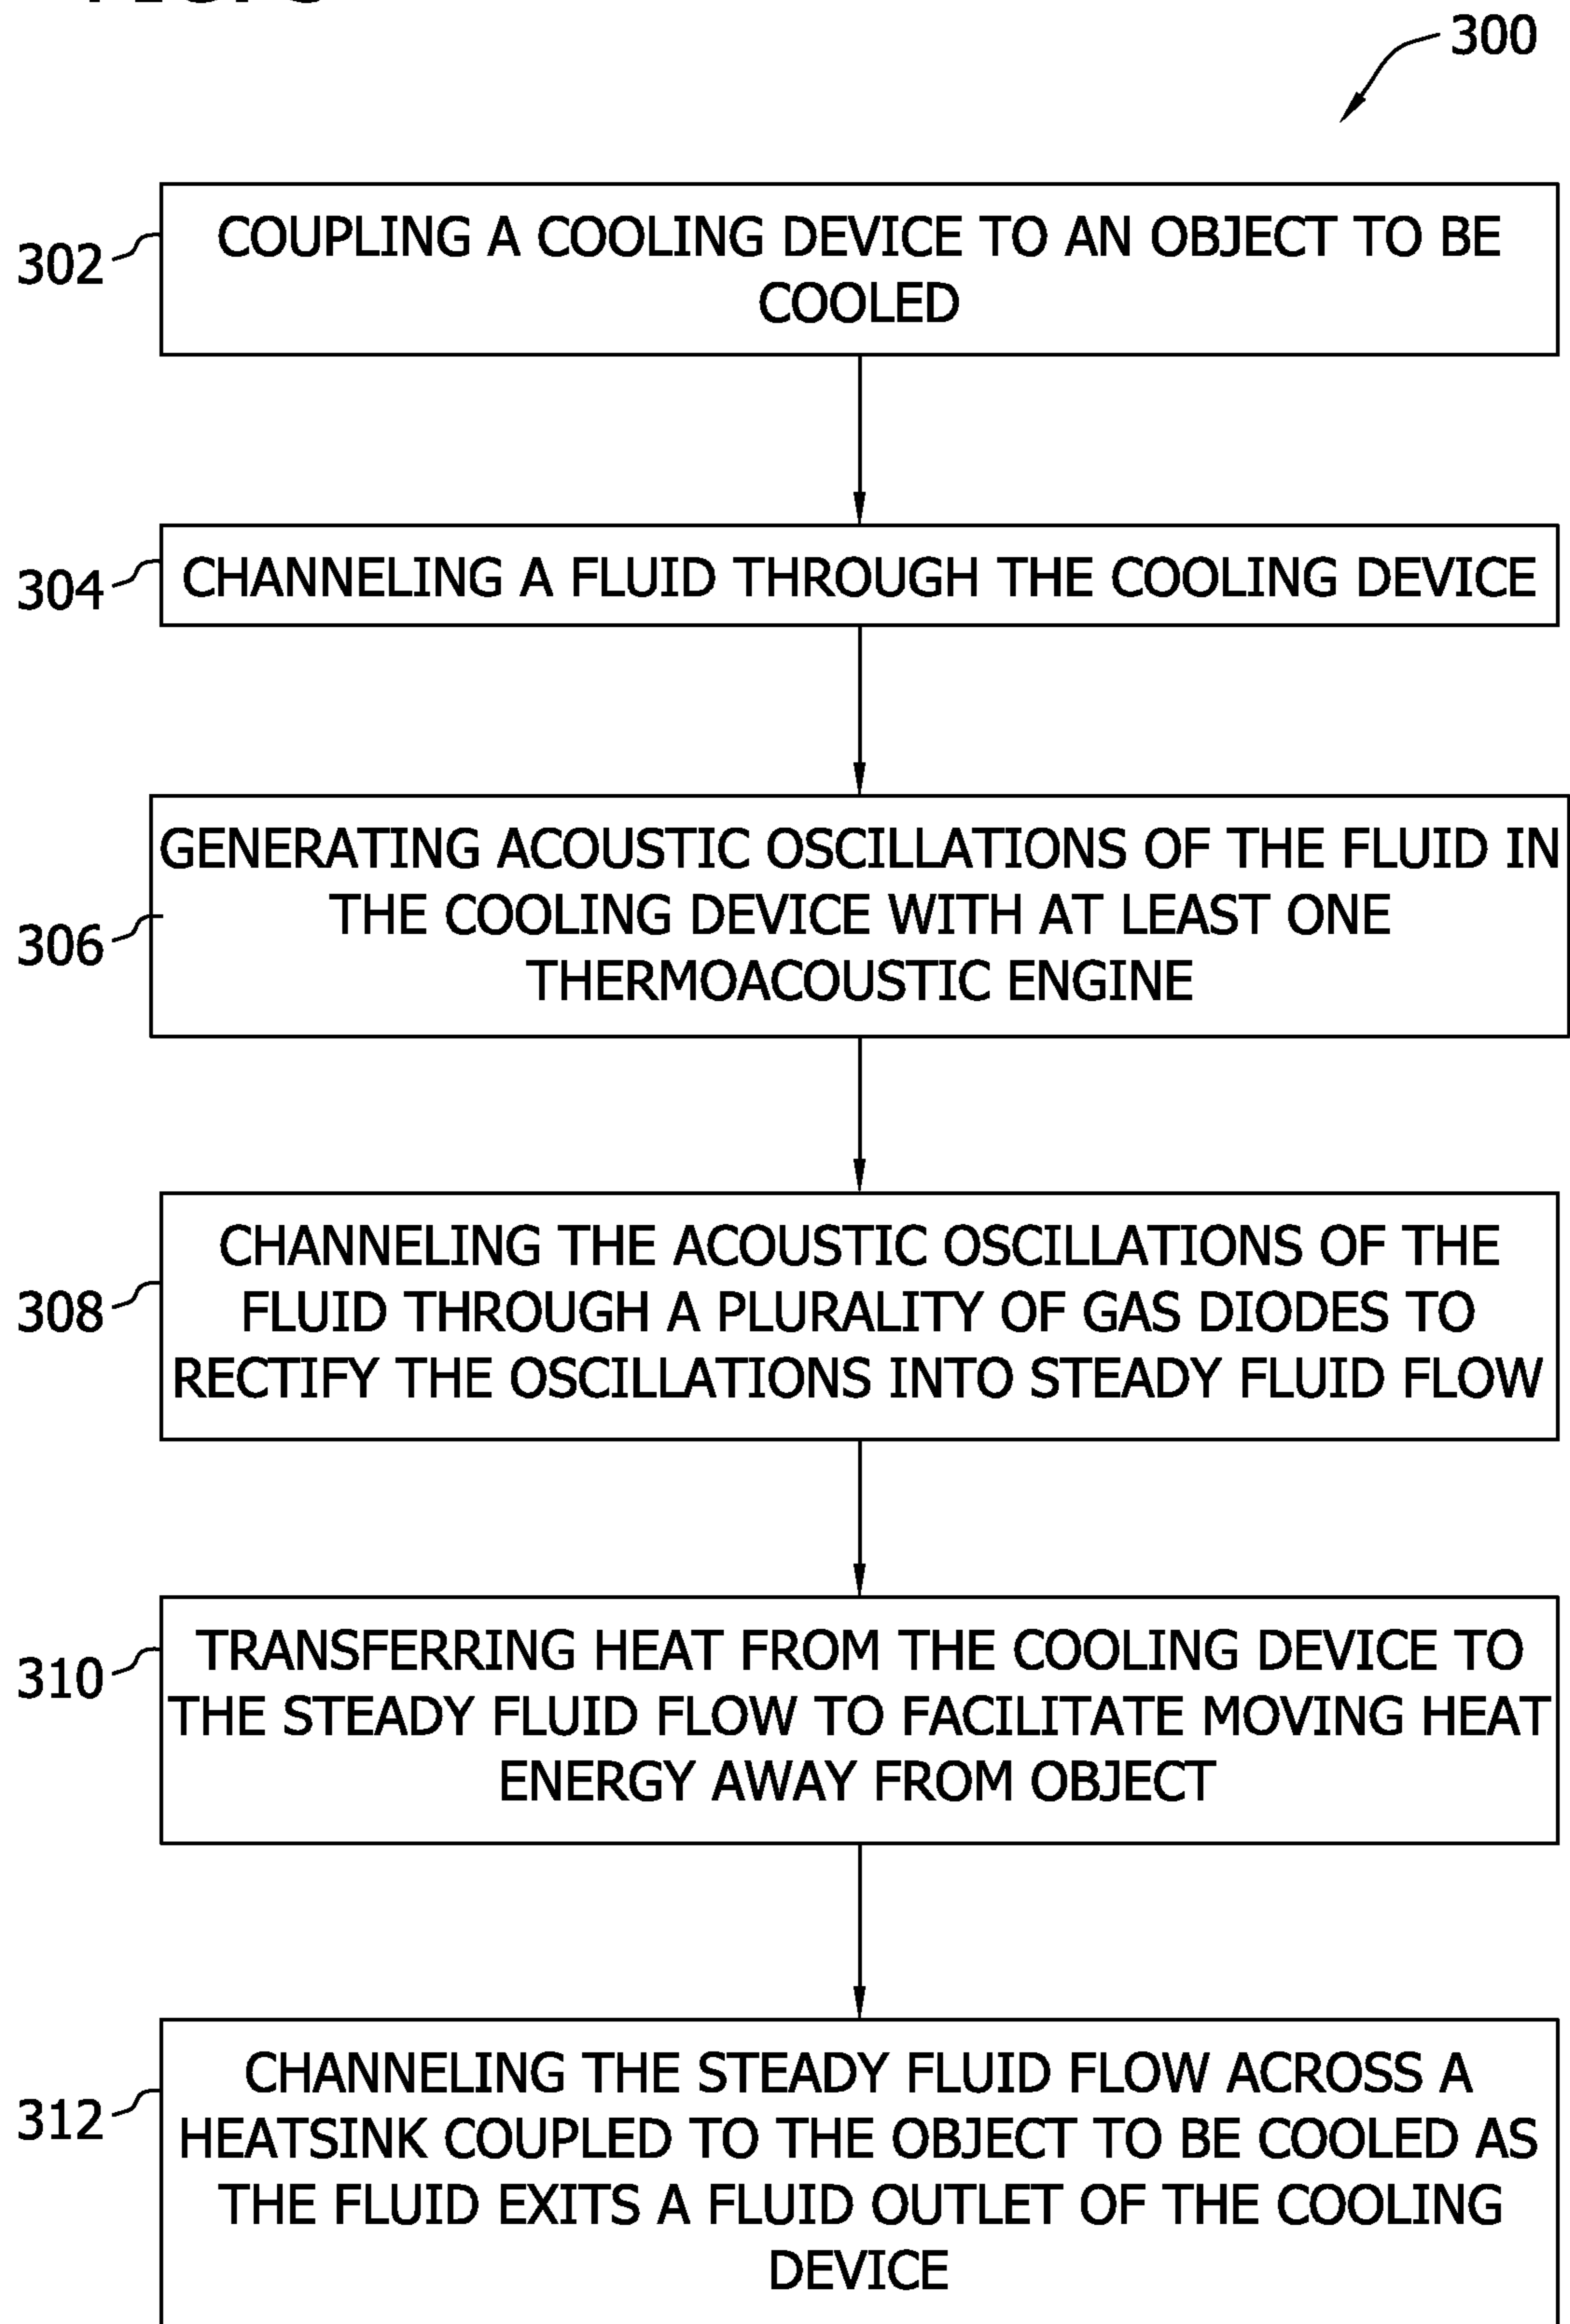 300
302
COUPLING A COOLING DEVICE TO AN OBJECT TO BE
COOLED
304
CHANNELING A FLUID THROUGH THE COOLING DEVICE
GENERATING ACOUSTIC OSCILLATIONS OF THE FLUID IN
306
THE COOLING DEVICE WITH AT LEAST ONE
THERMOACOUSTIC ENGINE
CHANNELING THE ACOUSTIC OSCILLATIONS OF THE
308
FLUID THROUGH A PLURALITY OF GAS DIODES TO
RECTIFY THE OSCILLATIONS INTO STEADY FLUID FLOW
310
TRANSFERRING HEAT FROM THE COOLING DEVICE TO
THE STEADY FLUID FLOW TO FACILITATE MOVING HEAT
ENERGY AWAY FROM OBJECT
312
CHANNELING THE STEADY FLUID FLOW ACROSS A
HEATSINK COUPLED TO THE OBJECT TO BE COOLED AS
THE FLUID EXITS A FLUID OUTLET OF THE COOLING
DEVICE